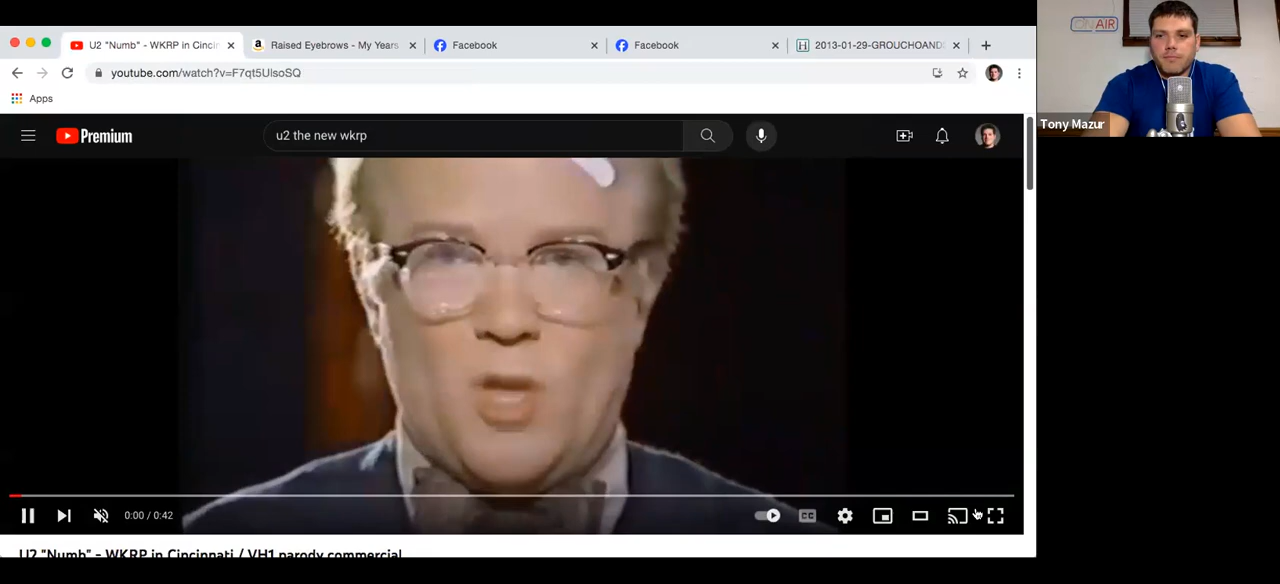 U2 "Numb" - WKRP in Cincin
Raised Eyebrows - My Years
Facebook
Facebook
2013-01-29-GROUCHOAND
youtube.com/watch?v=F7qt5UlsoSQ
Apps
Premium
u2 the new wkrp
0:00 / 0:42
CC
U2 "Numb" - WKRP in Cincinnati / VH1 parody commercial
ON AIR
Tony Mazur